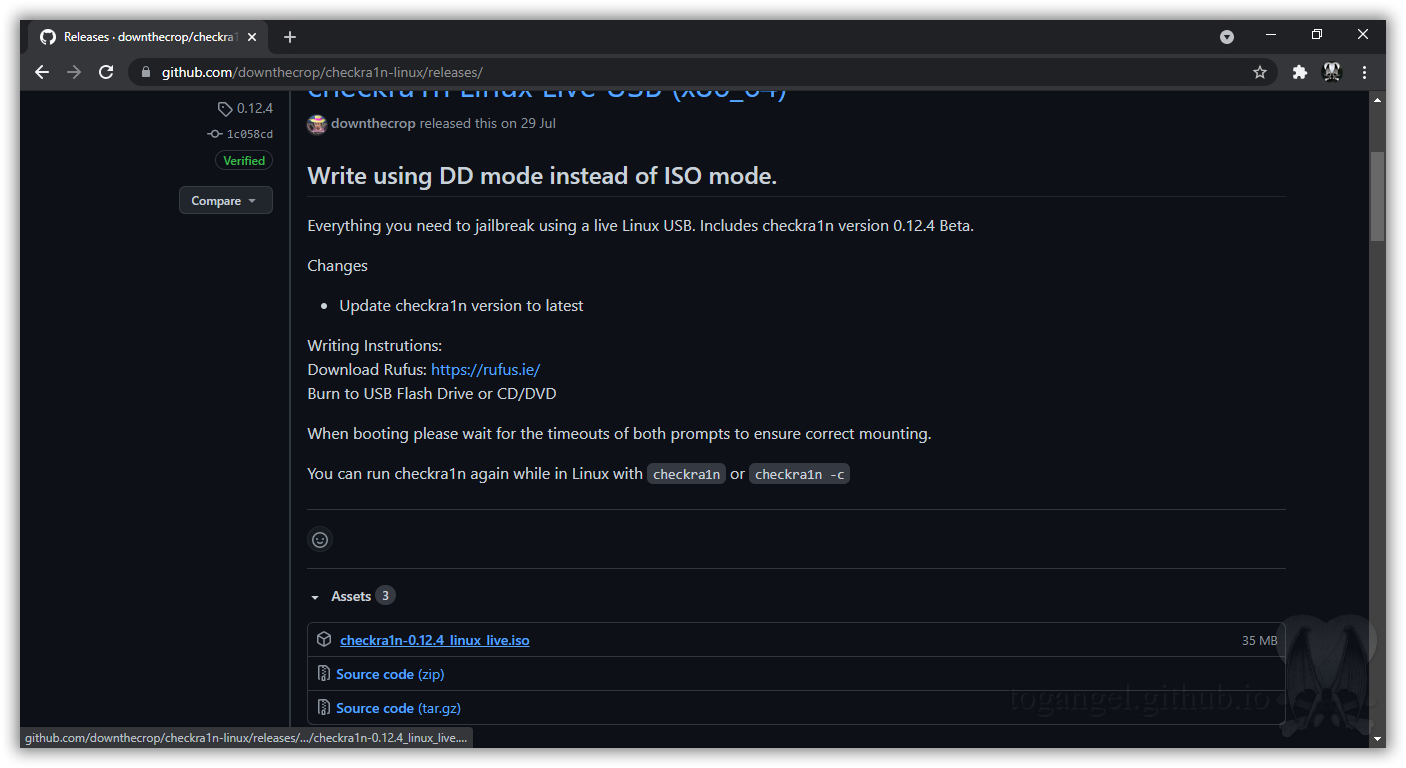 Releases · downthecrop/checkra1
github.com/downthecrop/checkra1n-linux/releases/
checkra1n Linux Live USB (x86_64)
0.12.4
downthecrop released this on 29 Jul
1c058cd
Verified
Compare
Write using DD mode instead of ISO mode.
Everything you need to jailbreak using a live Linux USB. Includes checkra1n version 0.12.4 Beta.
Changes
• Update checkra1n version to latest
Writing Instrutions:
Download Rufus: https://rufus.ie/
Burn to USB Flash Drive or CD/DVD
When booting please wait for the timeouts of both prompts to ensure correct mounting.
You can run checkra1n again while in Linux with checkra1n or checkra1n -c
Assets 3
checkra1n-0.12.4_linux_live.iso 35 MB
Source code (zip)
Source code (tar.gz)
togangel.github.io
github.com/downthecrop/checkra1n-linux/releases/.../checkra1n-0.12.4_linux_live....